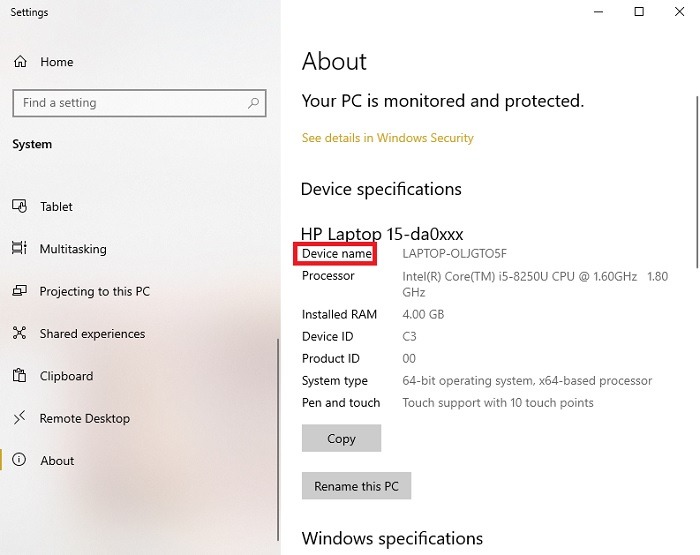 Settings
Home
Find a setting
System
Tablet
Multitasking
Projecting to this PC
Shared experiences
Clipboard
Remote Desktop
About
About
Your PC is monitored and protected.
See details in Windows Security
Device specifications
HP Laptop 15-da0xxx
Device name LAPTOP-OLJGTO5F
Processor Intel(R) Core(TM) i5-8250U CPU @ 1.60GHz 1.80
GHz
Installed RAM 4.00 GB
Device ID C3
Product ID 00
System type 64-bit operating system, x64-based processor
Pen and touch Touch support with 10 touch points
Copy
Rename this PC
Windows specifications